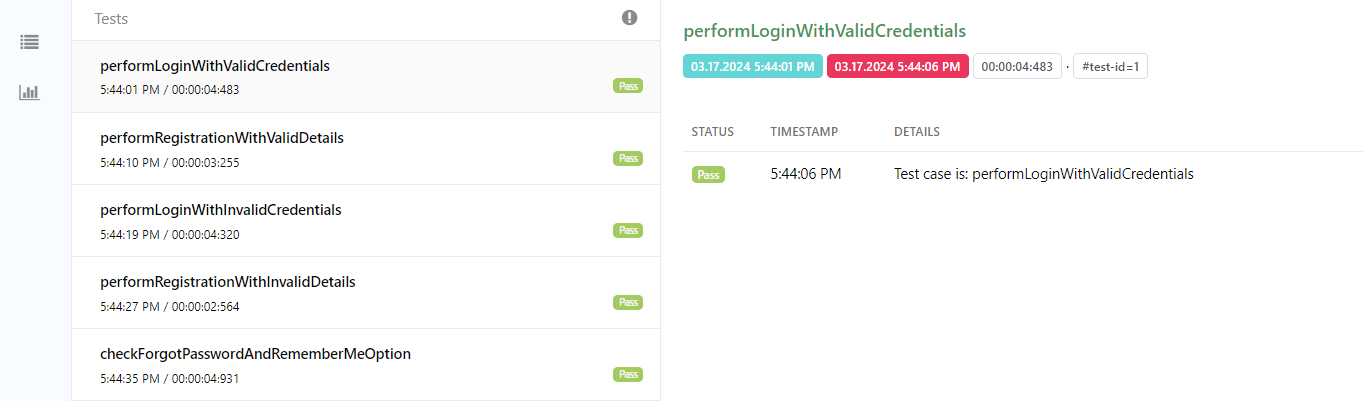 Tests
performLoginWithValidCredentials
5:44:01 PM / 00:00:04:483
Pass
performRegistrationWithValidDetails
5:44:10 PM / 00:00:03:255
Pass
performLoginWithInvalidCredentials
5:44:19 PM / 00:00:04:320
Pass
performRegistrationWithInvalidDetails
5:44:27 PM / 00:00:02:564
Pass
checkForgotPasswordAndRememberMeOption
5:44:35 PM / 00:00:04:931
Pass
performLoginWithValidCredentials
03.17.2024 5:44:01 PM 03.17.2024 5:44:06 PM 00:00:04:483 · #test-id=1
STATUS TIMESTAMP DETAILS
Pass 5:44:06 PM Test case is: performLoginWithValidCredentials